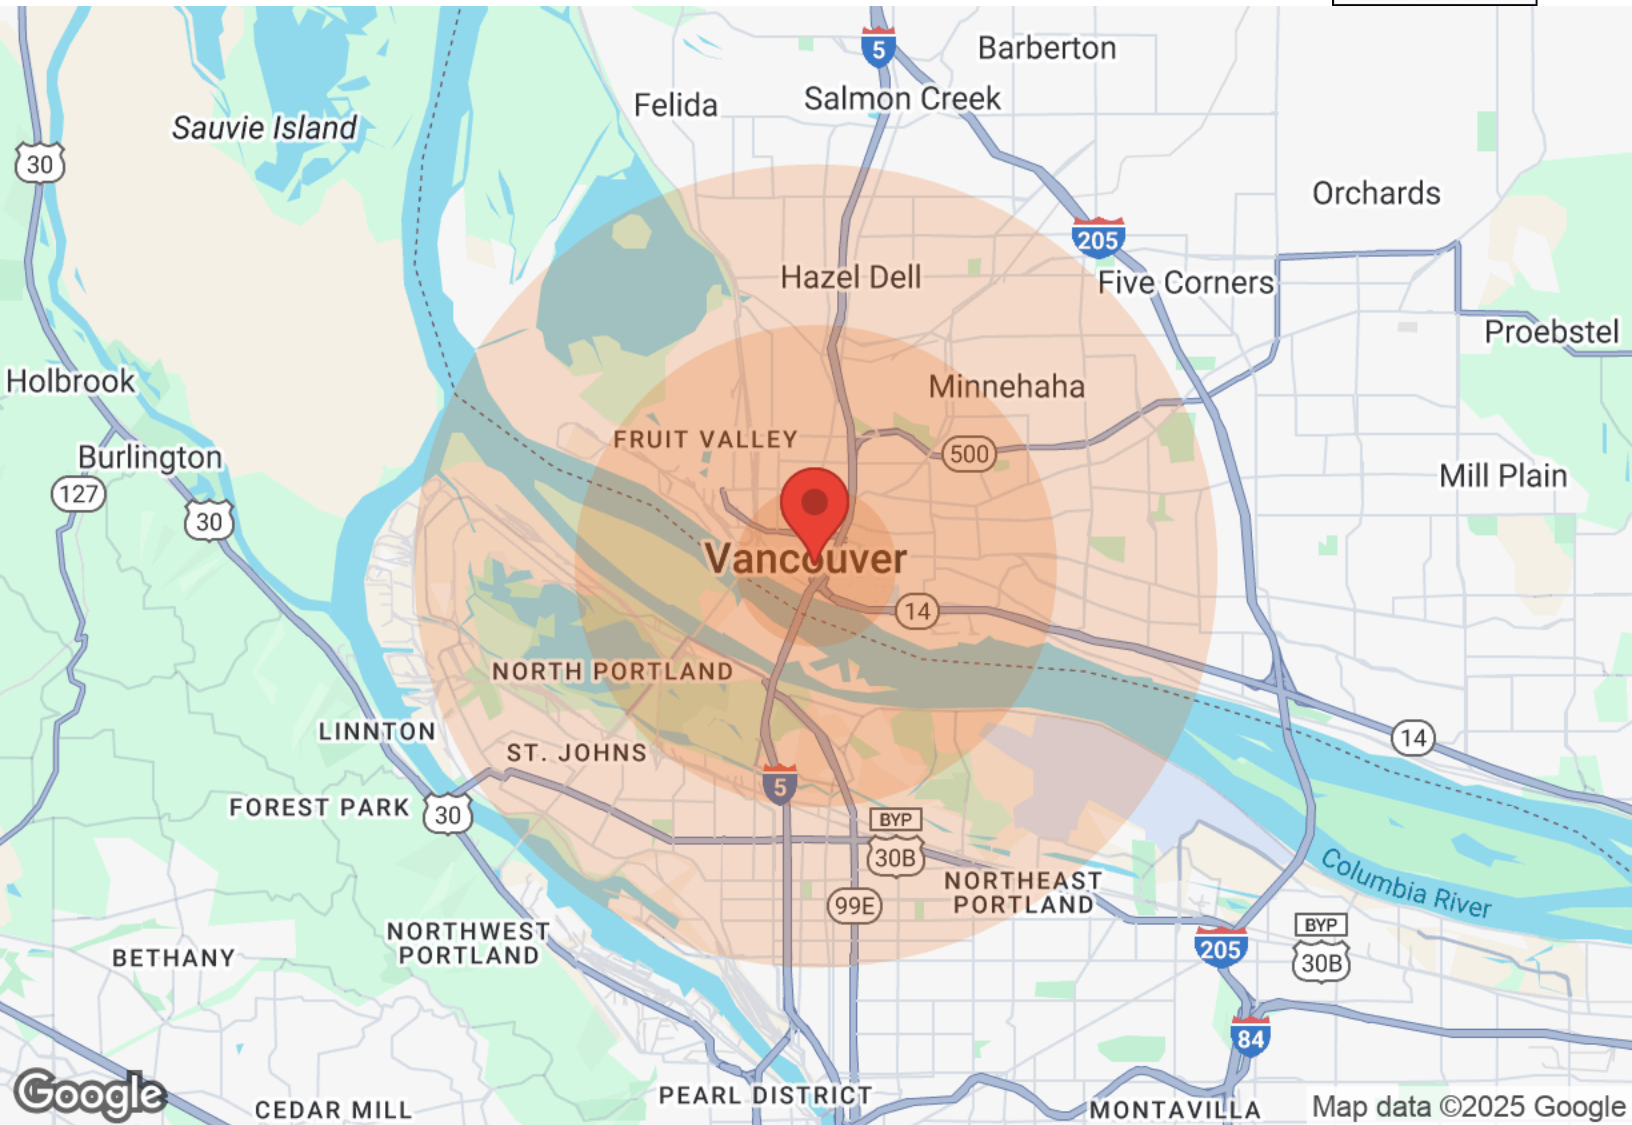 5
Barberton
Felida
Salmon Creek
Sauvie Island
30
Orchards
205
Hazel Dell
Five Corners
Proebstel
Holbrook
Minnehaha
FRUIT VALLEY
500
Burlington
127
30
Mill Plain
Vancouver
14
NORTH PORTLAND
LINNTON
ST. JOHNS
14
5
FOREST PARK
30
BYP
30B
Columbia River
NORTHEAST
PORTLAND
99E
NORTHWEST
PORTLAND
205
BYP
30B
BETHANY
84
Google
CEDAR MILL
PEARL DISTRICT
MONTAVILLA
Map data ©2025 Google